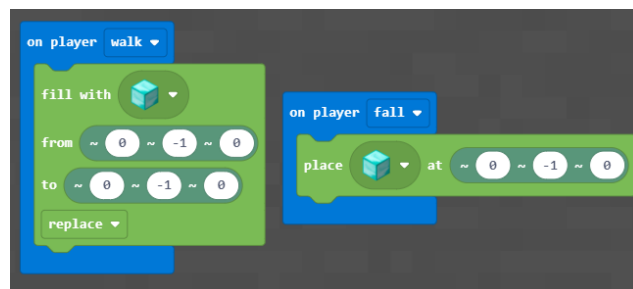 on player walk
fill with
from ~ 0 ~ -1 ~ 0
to ~ 0 ~ -1 ~ 0
replace
on player fall
place at ~ 0 ~ -1 ~ 0